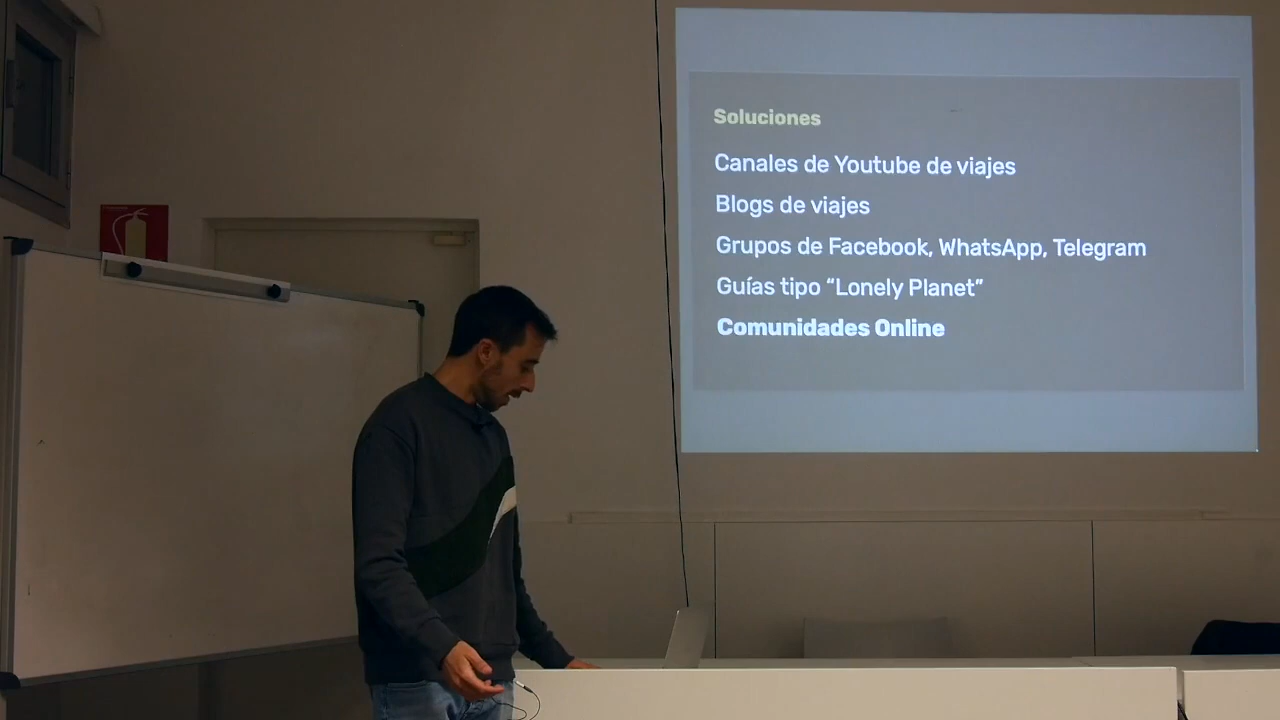 Soluciones
Canales de Youtube de viajes
Blogs de viajes
Grupos de Facebook, WhatsApp, Telegram
Guías tipo “Lonely Planet”
Comunidades Online